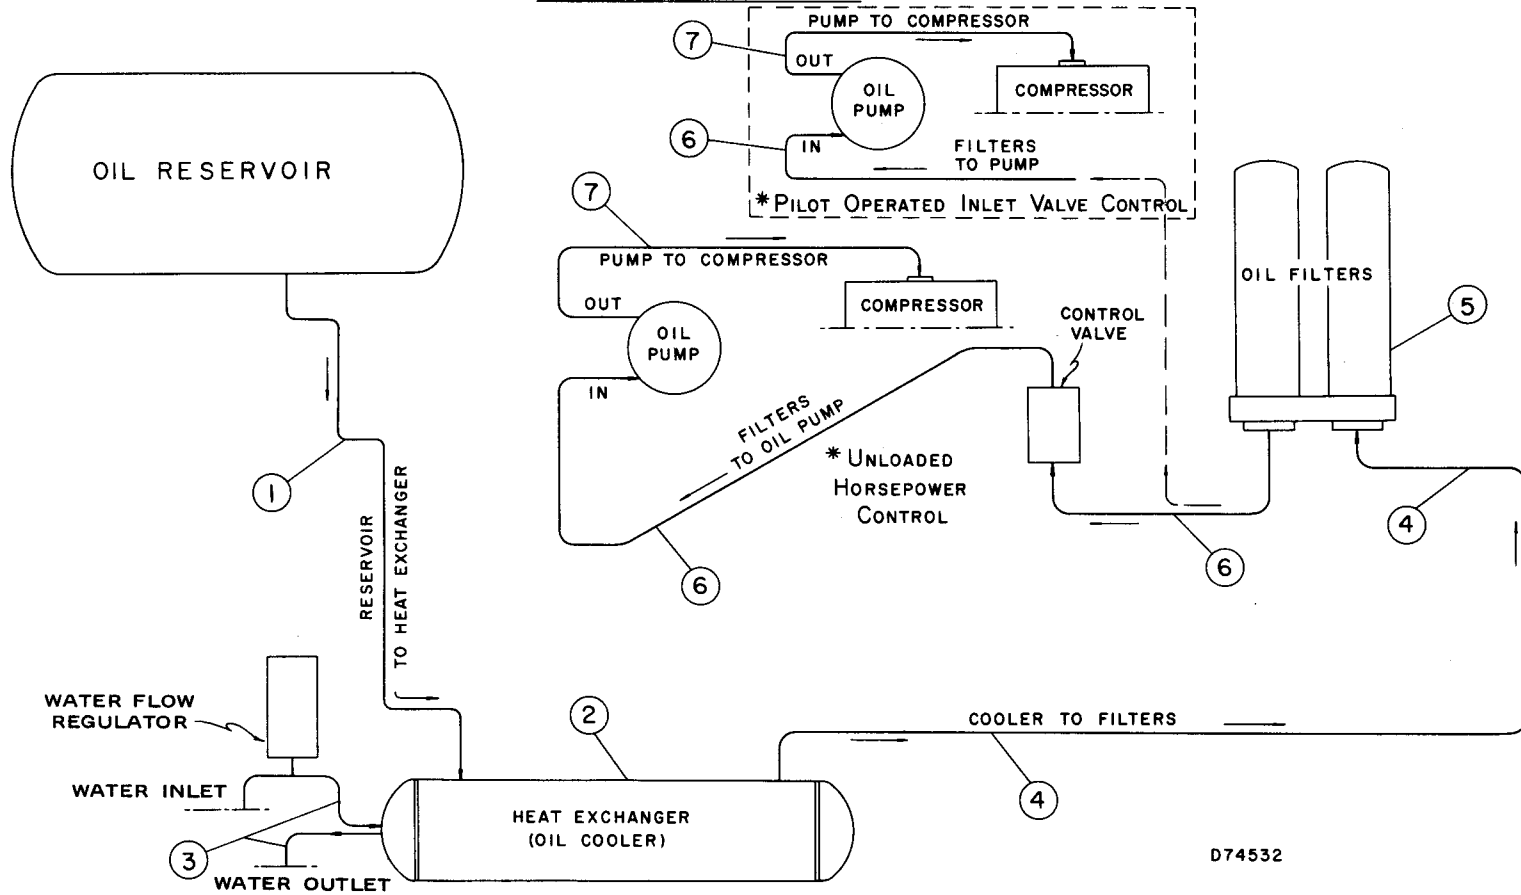 PUMP TO COMPRESSOR
7
OUT
OIL
PUMP
COMPRESSOR
6
IN
FILTERS
TO PUMP
*PILOT OPERATED INLET VALVE CONTROL
OIL RESERVOIR
7
PUMP TO COMPRESSOR
OUT
OIL
PUMP
COMPRESSOR
IN
CONTROL
VALVE
OIL FILTERS
5
FILTERS
TO OIL PUMP
*UNLOADED
HORSEPOWER
CONTROL
1
RESERVOIR
TO HEAT EXCHANGER
6
6
4
WATER FLOW
REGULATOR
WATER INLET
3
WATER OUTLET
2
HEAT EXCHANGER
(OIL COOLER)
COOLER TO FILTERS
4
D74532